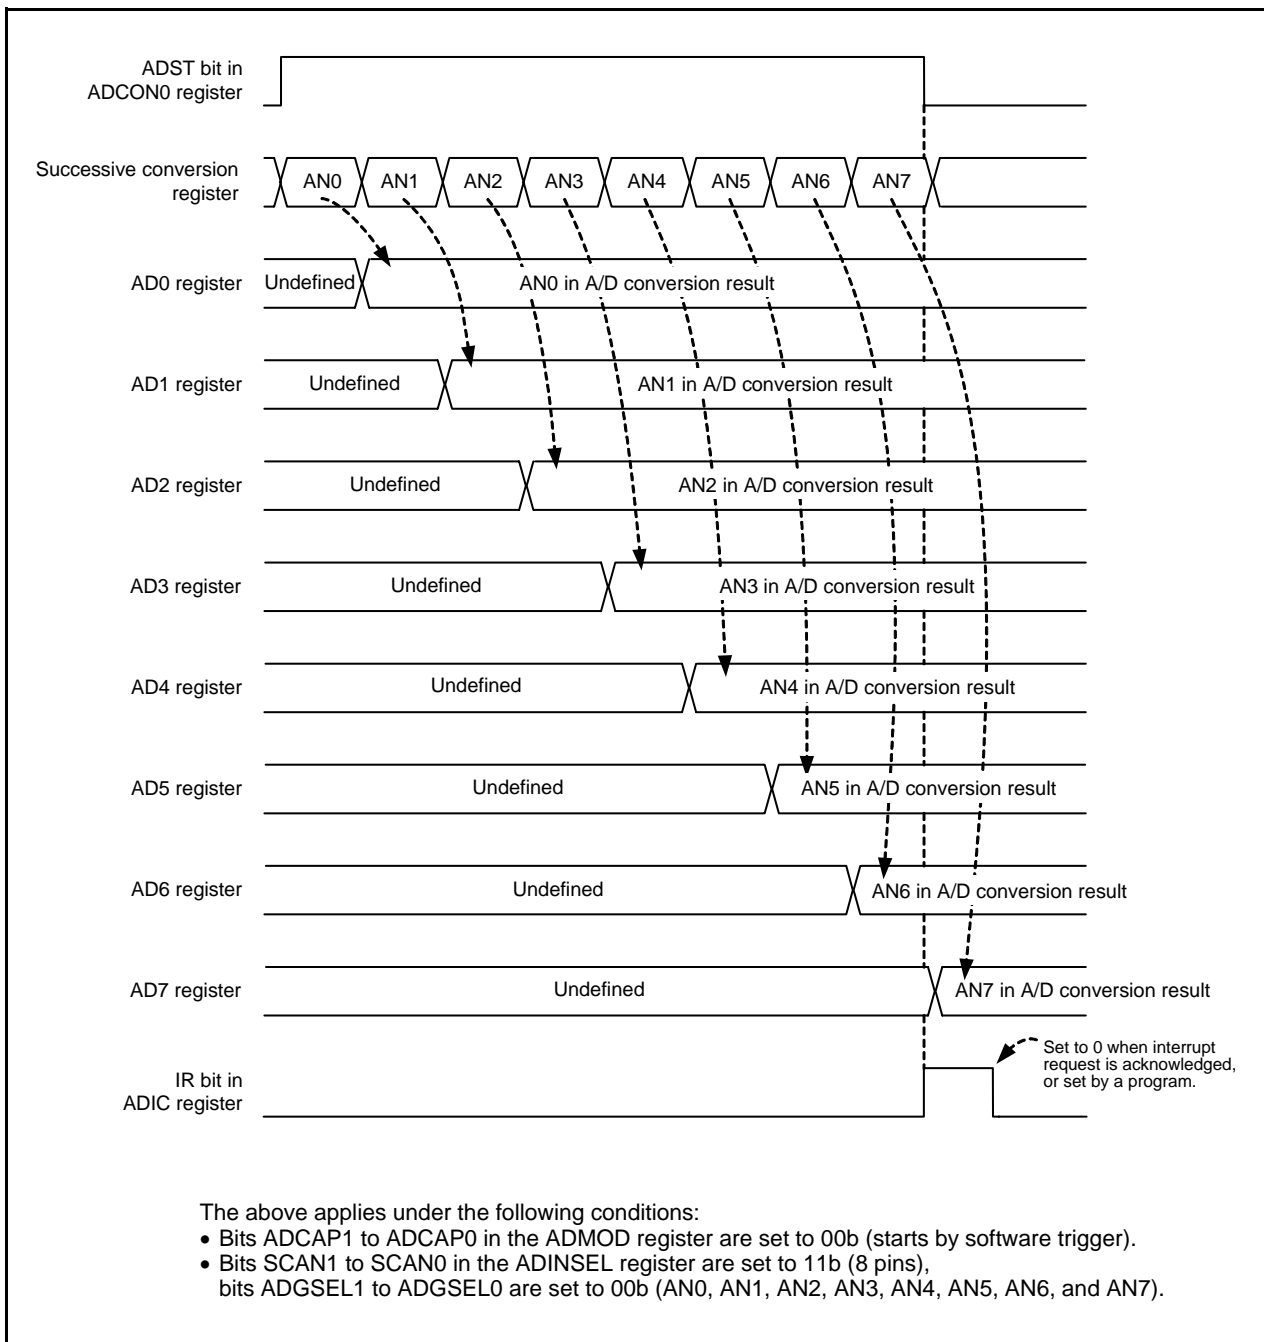 ADST bit in
ADCON0 register
Successive conversion
register
AN0 AN1 AN2 AN3 AN4 AN5 AN6 AN7
AD0 register
Undefined
AN0 in A/D conversion result
AD1 register
Undefined
AN1 in A/D conversion result
AD2 register
Undefined
AN2 in A/D conversion result
AD3 register
Undefined
AN3 in A/D conversion result
AD4 register
Undefined
AN4 in A/D conversion result
AD5 register
Undefined
AN5 in A/D conversion result
AD6 register
Undefined
AN6 in A/D conversion result
AD7 register
Undefined
AN7 in A/D conversion result
IR bit in
ADIC register
Set to 0 when interrupt
request is acknowledged,
or set by a program.
The above applies under the following conditions:
• Bits ADCAP1 to ADCAP0 in the ADMOD register are set to 00b (starts by software trigger).
• Bits SCAN1 to SCAN0 in the ADINSEL register are set to 11b (8 pins),
bits ADGSEL1 to ADGSEL0 are set to 00b (AN0, AN1, AN2, AN3, AN4, AN5, AN6, and AN7).